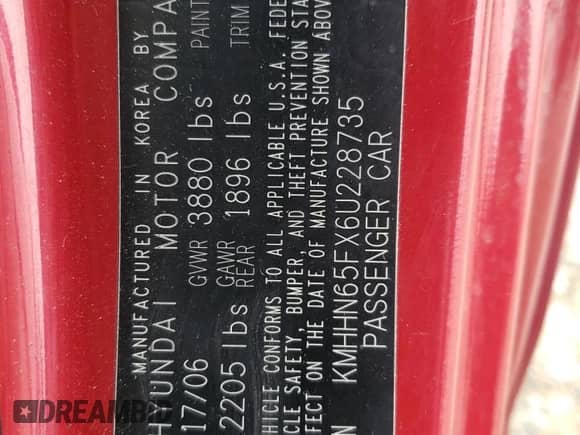 MANUFACTURED IN KOREA BY
HYUNDAI MOTOR COMPA
17/06 GVWR 3880 lbs PAINT
2205 lbs GAWR REAR 1896 lbs TRIM
EHICLE CONFORMS TO ALL APPLICABLE U.S.A. FEDE
CLE SAFETY, BUMPER, AND THEFT PREVENTION STA
FFECT ON THE DATE OF MANUFACTURE SHOWN ABOV
KMHHN65FX6U228735
PASSENGER CAR
DREAMBID